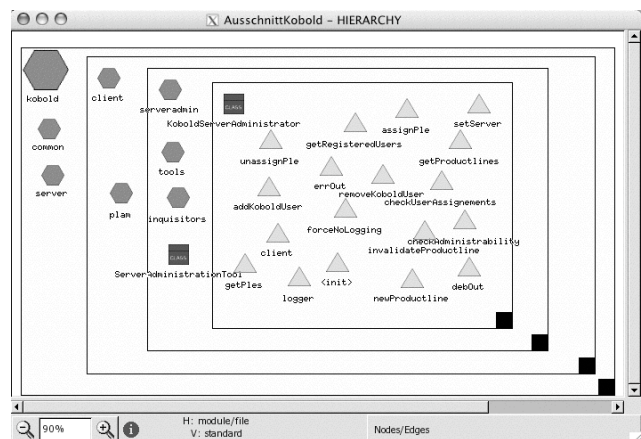 AusschnittKobold - HIERARCHY
kobold
client
serveradmin
CLASS
KoboldServerAdministrator
assignPle
setServer
getRegisteredUsers
common
unassignPle
getProductlines
tools
errOut
removeKoboldUser
checkUserAssignements
server
plam
inquisitors
addKoboldUser
forceNoLogging
checkAdministrability
invalidateProductline
client
CLASS
ServerAdministrationTool
getPles
logger
<init>
newProductline
debOut
90%
H: module/file
V: standard
Nodes/Edges